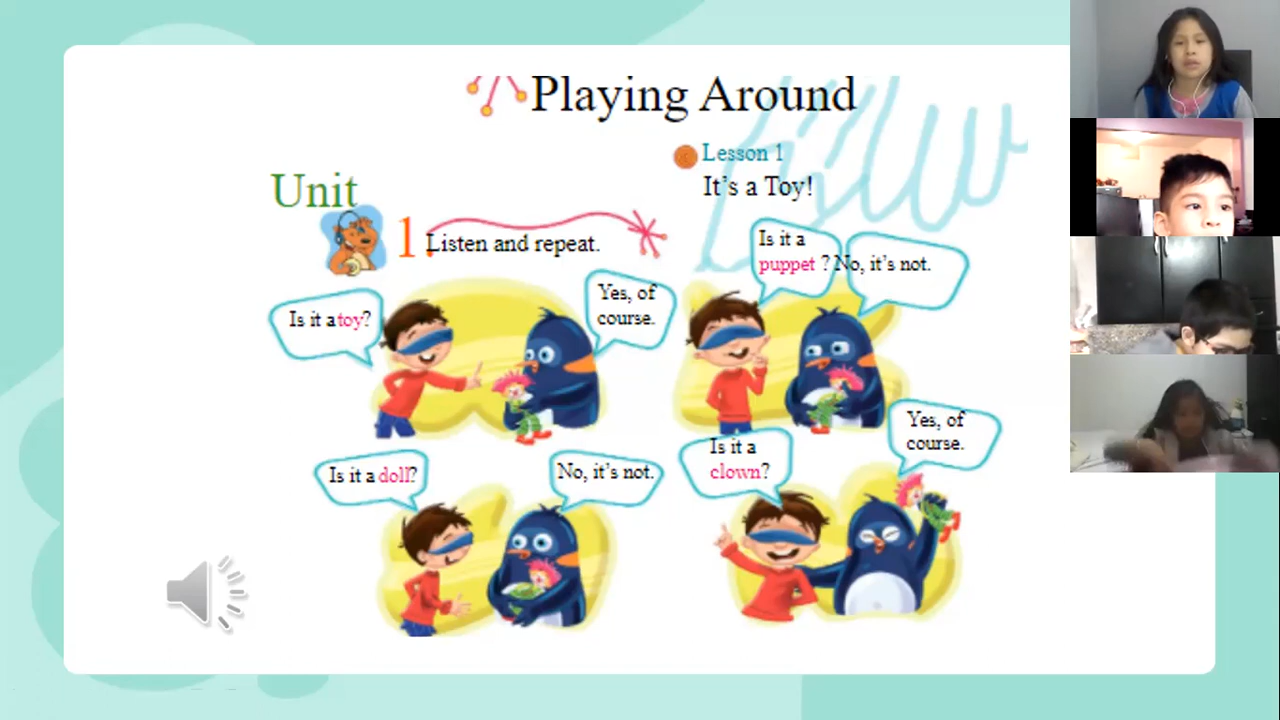 Playing Around
Lesson 1
It's a Toy!
Unit
1.
Listen and repeat.
Is it a toy?
Yes, of
course.
Is it a
puppet ?
No, it's not.
Is it a doll?
No, it's not.
Is it a
clown?
Yes, of
course.